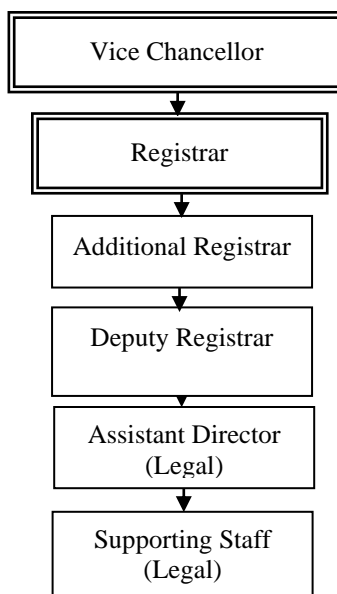 Vice Chancellor
Registrar
Additional Registrar
Deputy Registrar
Assistant Director
(Legal)
Supporting Staff
(Legal)